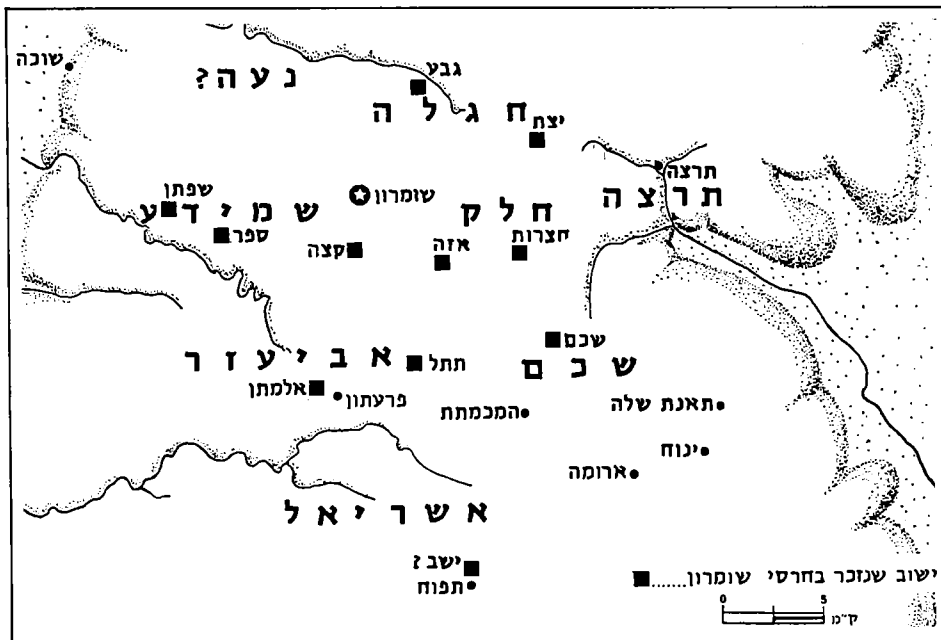 שוכה
נעה?
גבע
חגלה
יצת
תרצה
תרצה
שפתן
שמידע
שומרון
חלק
ספר
קצה
אזה
חצרות
אביעזר
תתל
שכם
שכם
אלמתן
פרעתון
המכמתת
תאנת שלה
ינוח
ארומה
אשריאל
ישב?
תפוח
ישוב שנזכר בחרסי שומרון
0 5
ק"מ